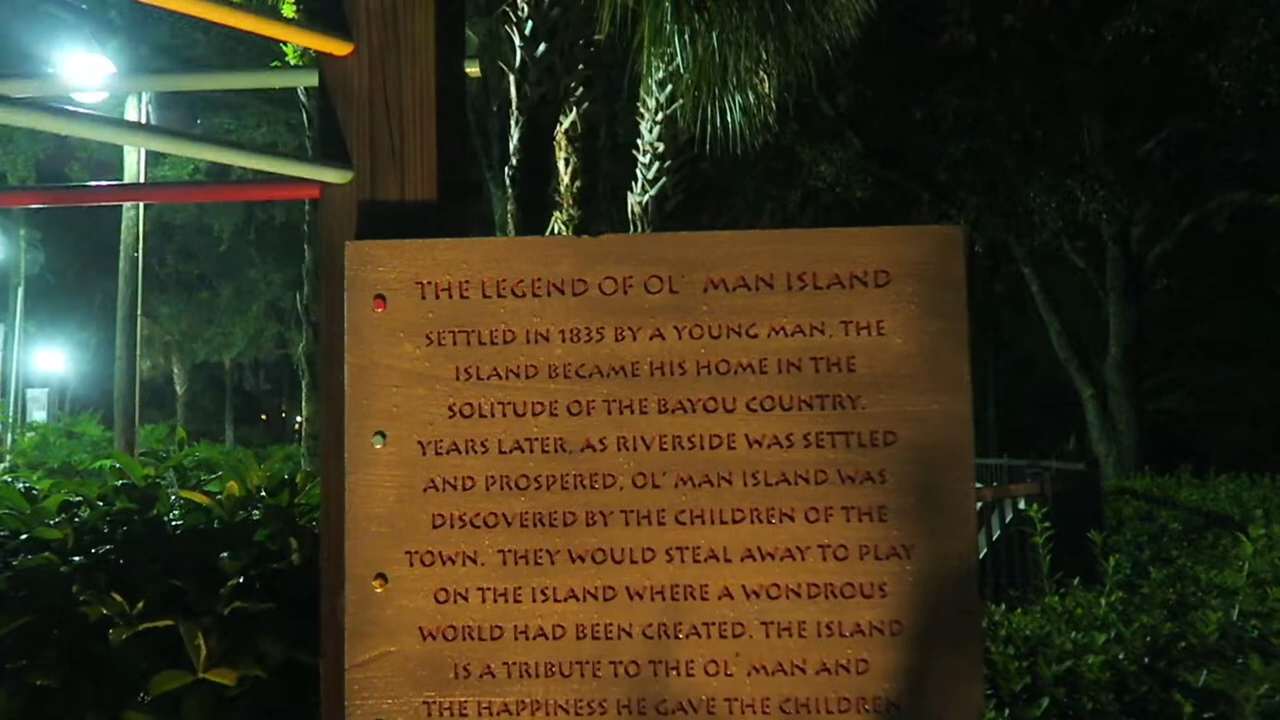 THE LEGEND OF OL' MAN ISLAND
SETTLED IN 1835 BY A YOUNG MAN, THE
ISLAND BECAME HIS HOME IN THE
SOLITUDE OF THE BAYOU COUNTRY.
YEARS LATER, AS RIVERSIDE WAS SETTLED
AND PROSPERED, OL' MAN ISLAND WAS
DISCOVERED BY THE CHILDREN OF THE
TOWN. THEY WOULD STEAL AWAY TO PLAY
ON THE ISLAND WHERE A WONDROUS
WORLD HAD BEEN CREATED. THE ISLAND
IS A TRIBUTE TO THE OL' MAN AND
THE HAPPINESS HE GAVE THE CHILDREN